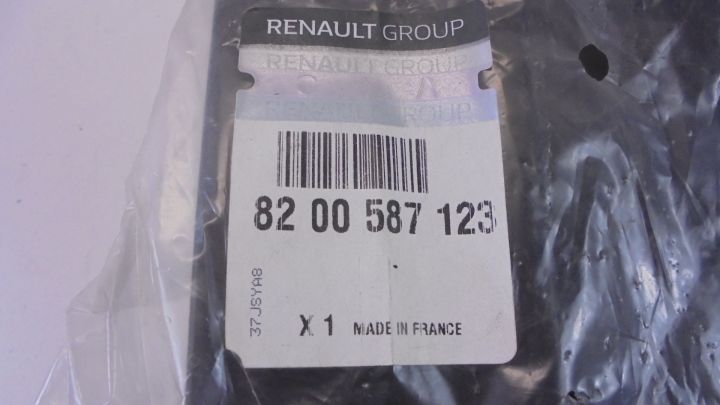 RENAULT GROUP
RENAULT GROUP
RENAULT GROUP
82 00 587 123
37JSYA8
X 1 MADE IN FRANCE